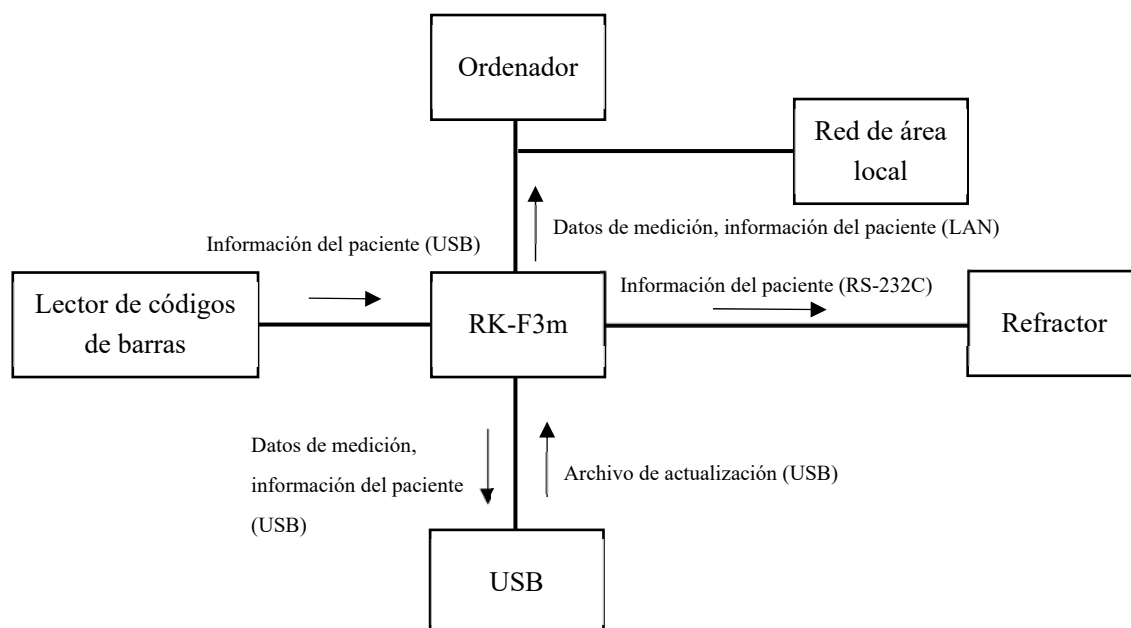 Ordenador
Red de área
local
Datos de medición, información del paciente (LAN)
Información del paciente (USB)
Información del paciente (RS-232C)
Lector de códigos
de barras
RK-F3m
Refractor
Datos de medición,
información del paciente
(USB)
Archivo de actualización (USB)
USB